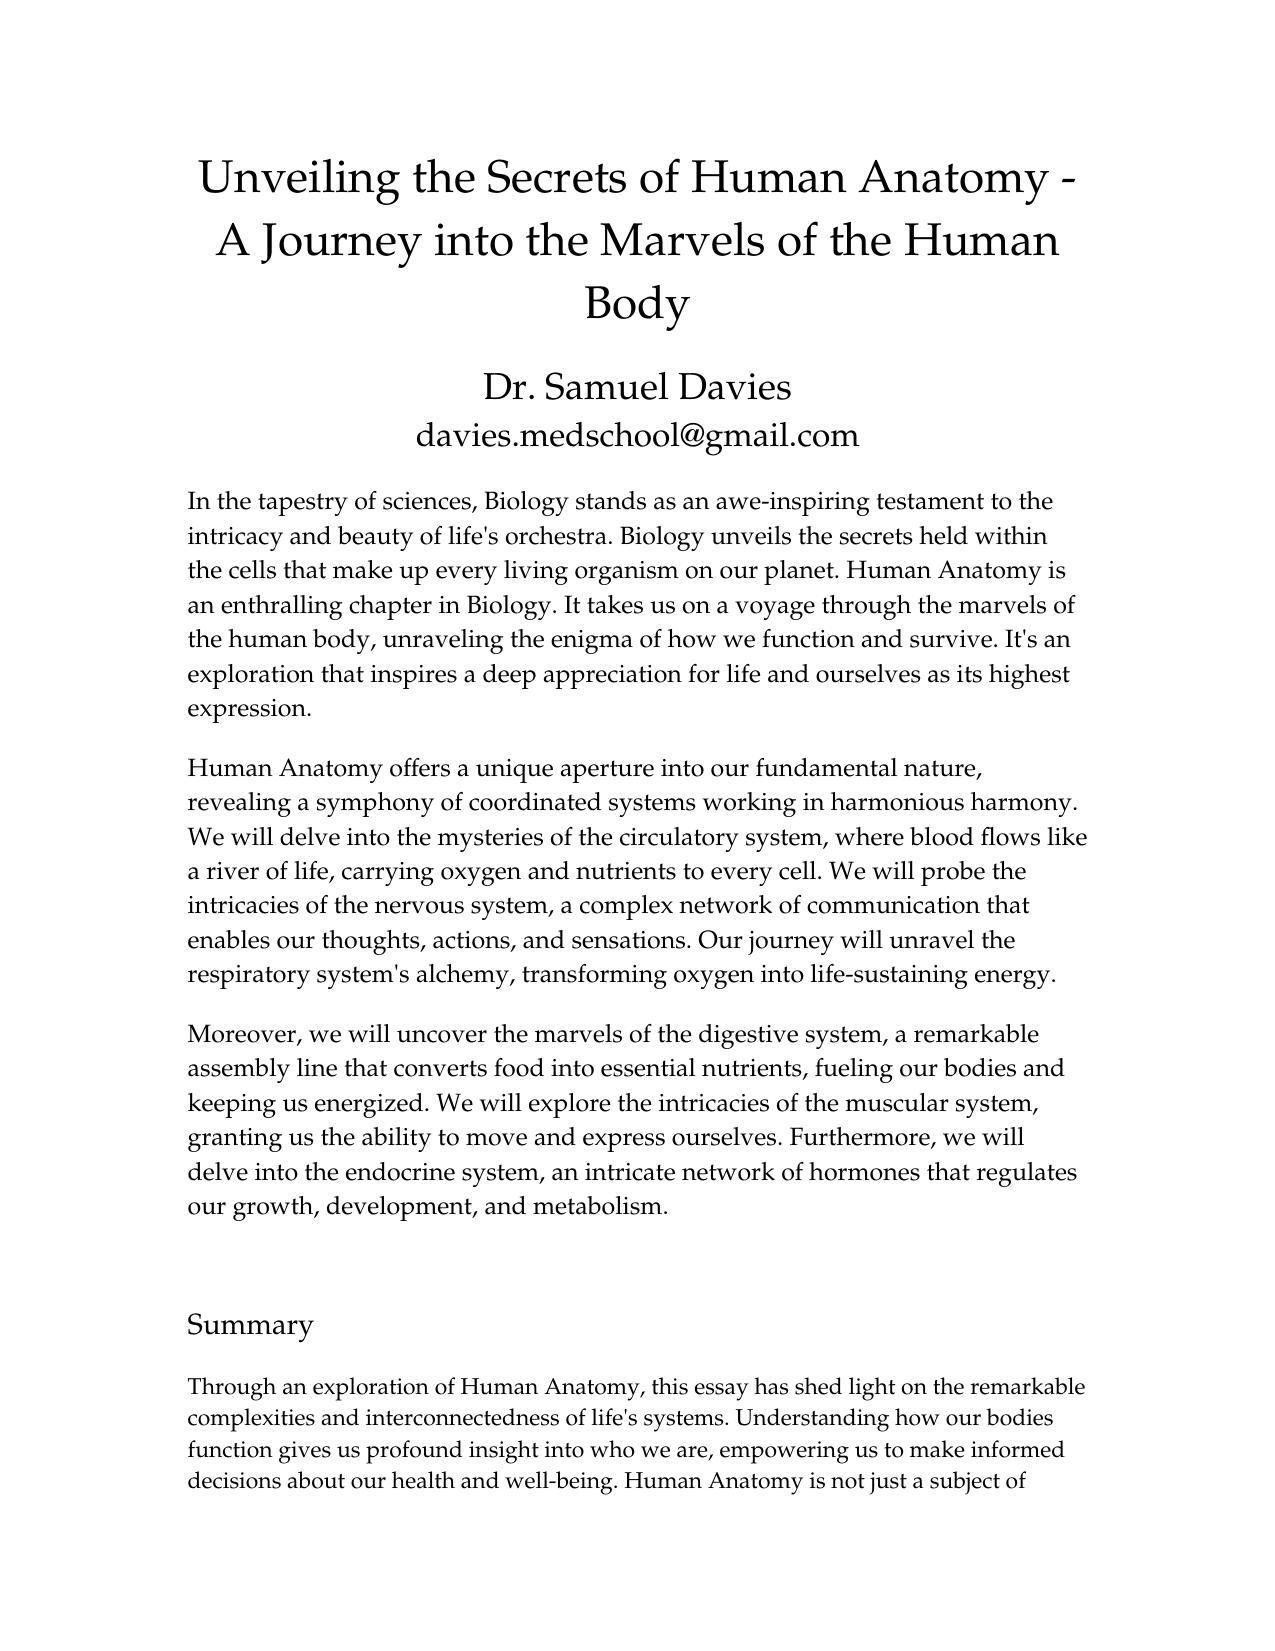 Unveiling the Secrets of Human Anatomy -
A Journey into the Marvels of the Human
Body
Dr. Samuel Davies
davies.medschool@gmail.com
In the tapestry of sciences, Biology stands as an awe-inspiring testament to the
intricacy and beauty of life's orchestra. Biology unveils the secrets held within
the cells that make up every living organism on our planet. Human Anatomy is
an enthralling chapter in Biology. It takes us on a voyage through the marvels of
the human body, unraveling the enigma of how we function and survive. It's an
exploration that inspires a deep appreciation for life and ourselves as its highest
expression.
Human Anatomy offers a unique aperture into our fundamental nature,
revealing a symphony of coordinated systems working in harmonious harmony.
We will delve into the mysteries of the circulatory system, where blood flows like
a river of life, carrying oxygen and nutrients to every cell. We will probe the
intricacies of the nervous system, a complex network of communication that
enables our thoughts, actions, and sensations. Our journey will unravel the
respiratory system's alchemy, transforming oxygen into life-sustaining energy.
Moreover, we will uncover the marvels of the digestive system, a remarkable
assembly line that converts food into essential nutrients, fueling our bodies and
keeping us energized. We will explore the intricacies of the muscular system,
granting us the ability to move and express ourselves. Furthermore, we will
delve into the endocrine system, an intricate network of hormones that regulates
our growth, development, and metabolism.
Summary
Through an exploration of Human Anatomy, this essay has shed light on the remarkable
complexities and interconnectedness of life's systems. Understanding how our bodies
function gives us profound insight into who we are, empowering us to make informed
decisions about our health and well-being. Human Anatomy is not just a subject of